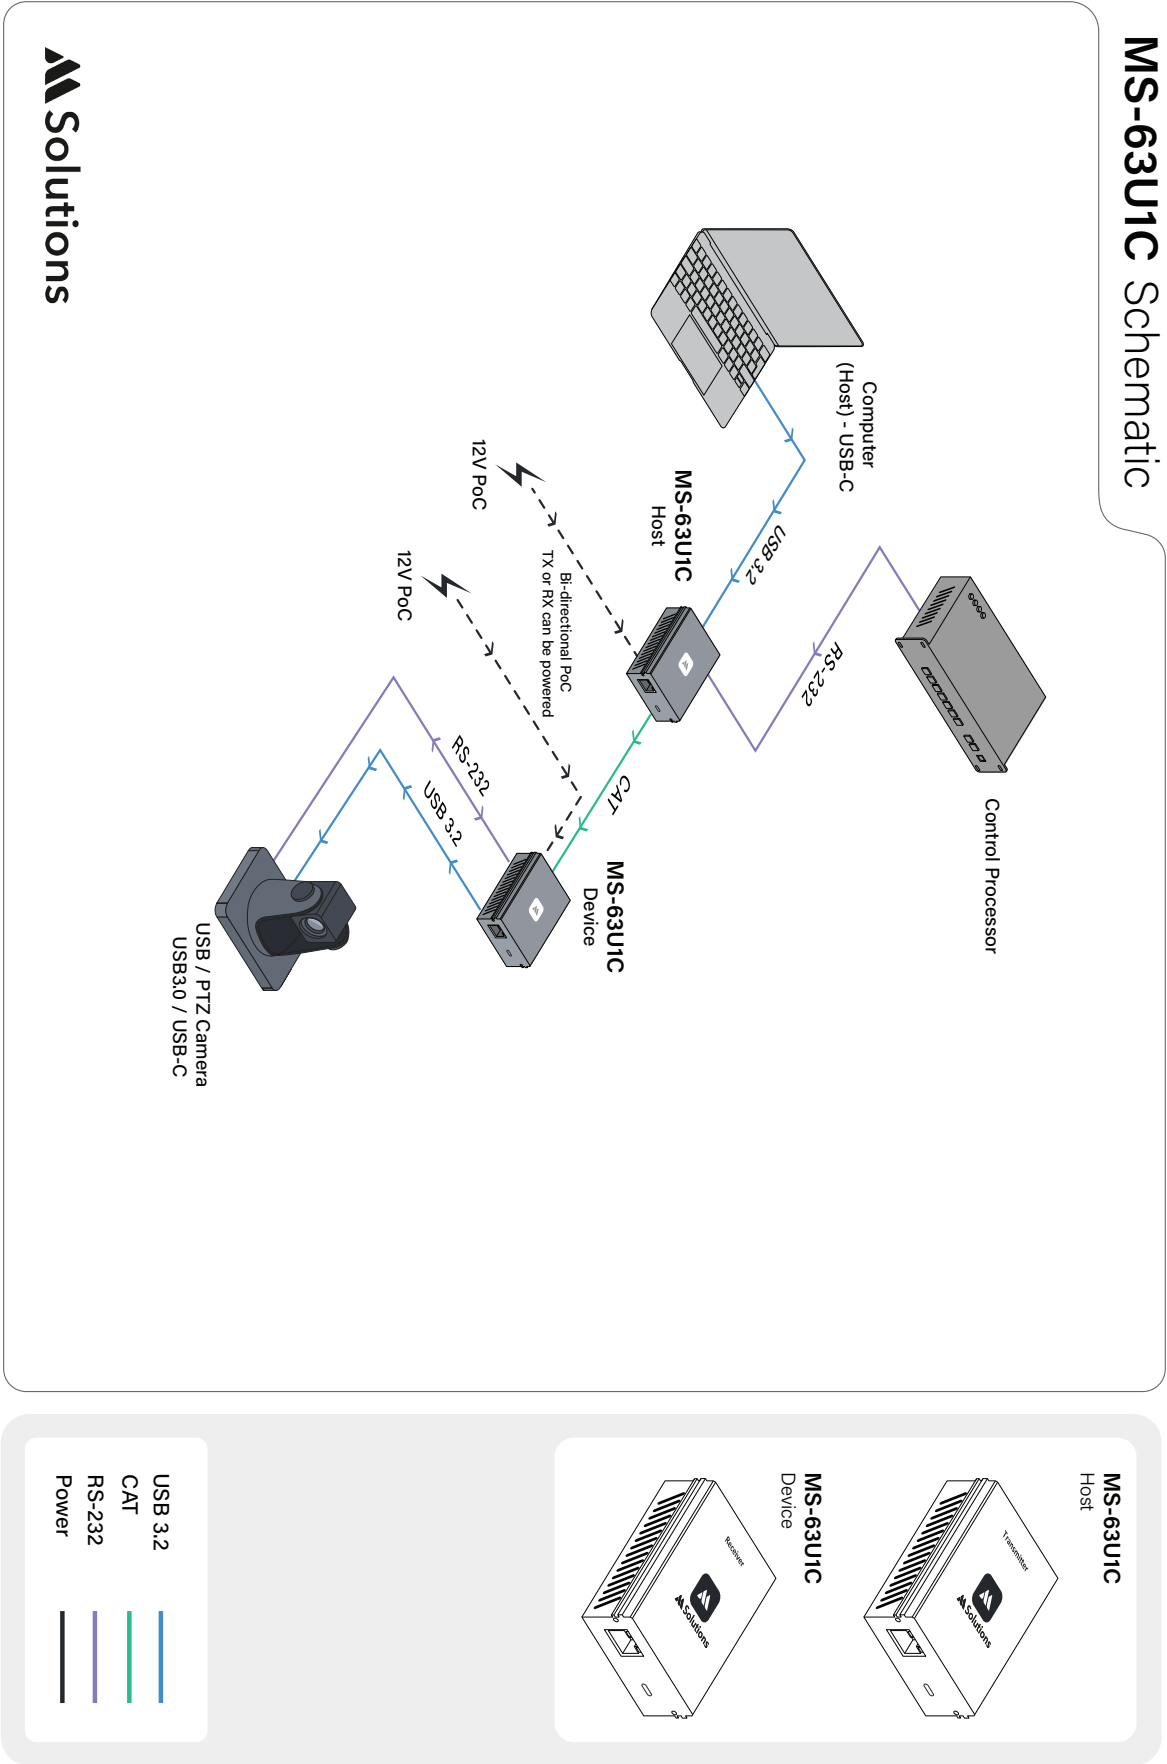 MS-63U1C Schematic
Control Processor
Computer
(Host) - USB-C
RS-232
USB 3.2
MS-63U1C
Host
CAT
MS-63U1C
Device
12V PoC
Bi-directional PoC
TX or RX can be powered
12V PoC
RS-232
USB 3.2
USB / PTZ Camera
USB3.0 / USB-C
Solutions
MS-63U1C
Host
Transmitter
Solutions
MS-63U1C
Device
Receiver
Solutions
USB 3.2
CAT
RS-232
Power